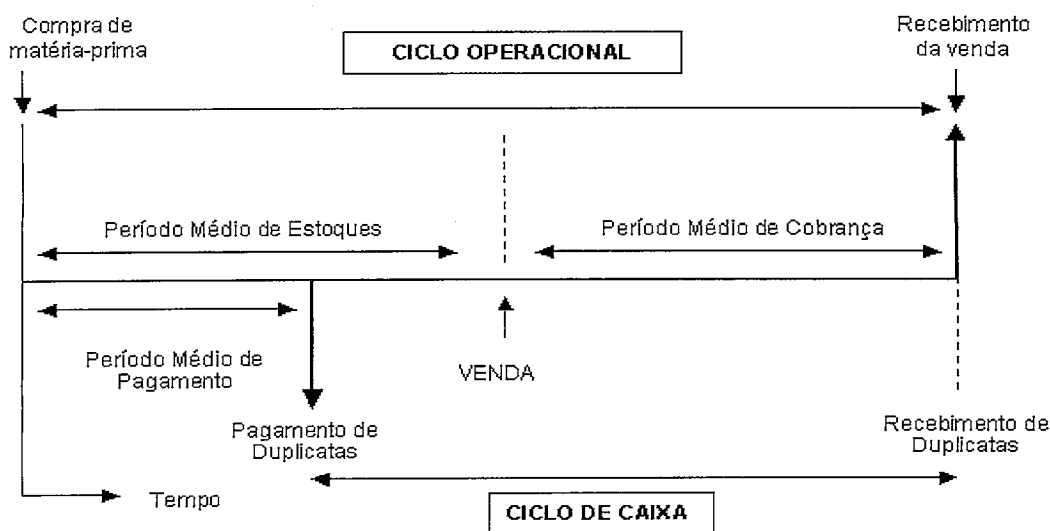 Compra de
matéria-prima
CICLO OPERACIONAL
Recebimento
da venda
Período Médio de Estoques
Período Médio de Cobrança
Período Médio de
Pagamento
VENDA
Pagamento de
Duplicatas
Recebimento de
Duplicatas
Tempo
CICLO DE CAIXA